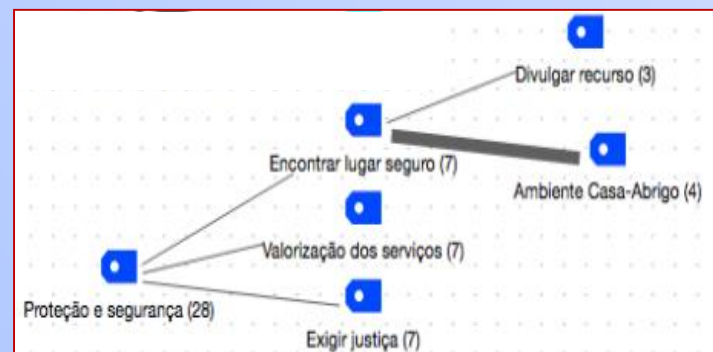 Divulgar recurso (3)
Encontrar lugar seguro (7)
Ambiente Casa-Abrigo (4)
Valorização dos serviços (7)
Proteção e segurança (28)
Exigir justiça (7)